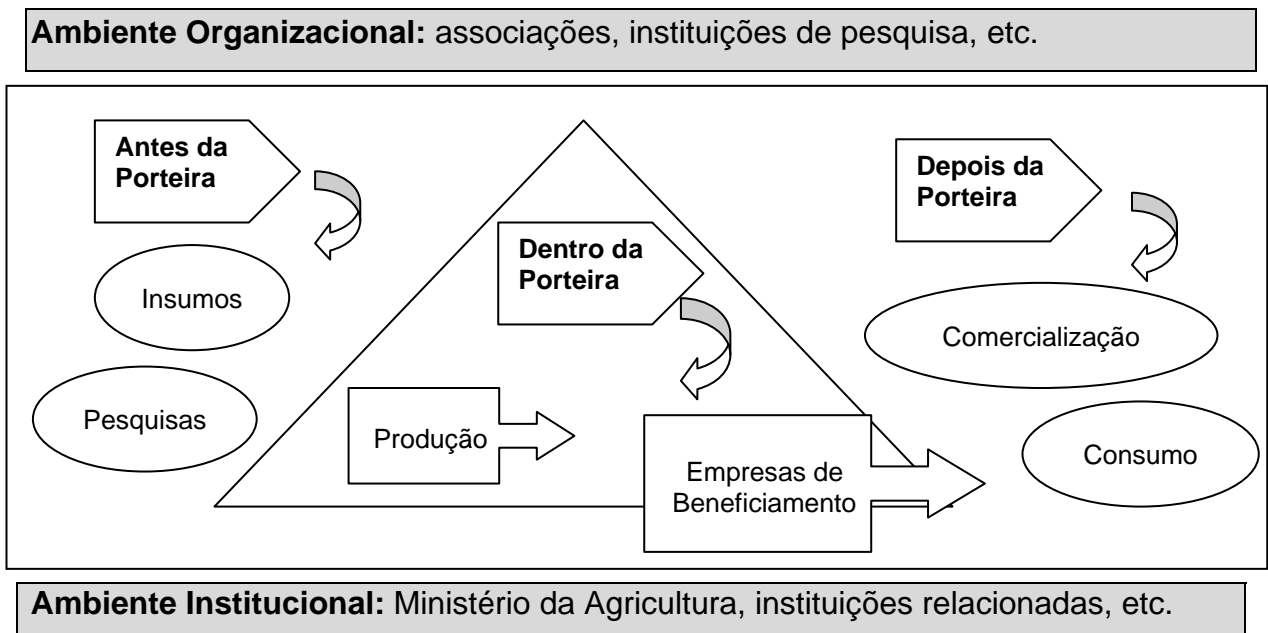 Ambiente Organizacional: associações, instituições de pesquisa, etc.
Antes da
Porteira
Insumos
Pesquisas
Dentro da
Porteira
Produção
Empresas de
Beneficiamento
Depois da
Porteira
Comercialização
Consumo
Ambiente Institucional: Ministério da Agricultura, instituições relacionadas, etc.